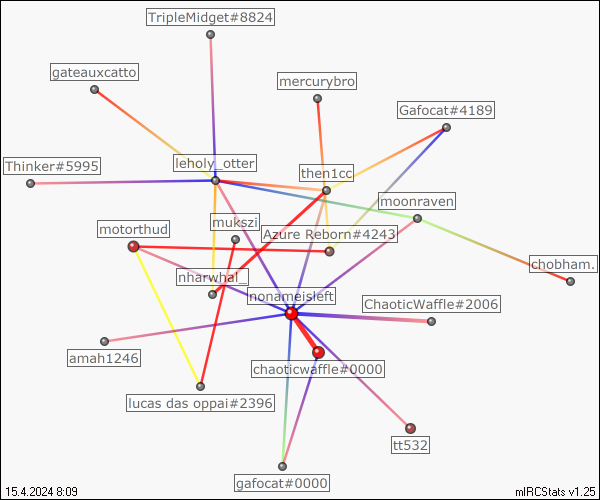 TripleMidget#8824
gateauxcatto
mercurybro
Gafocat#4189
Thinker#5995
leholy_otter
then1cc
moonraven
motorthud
mukszi
Azure Reborn#4243
chobham.
nharwhal_
nonameisleft
ChaoticWaffle#2006
amah1246
chaoticwaffle#0000
lucas das oppai#2396
tt532
gafocat#0000
15.4.2024 8:09
mIRCStats v1.25